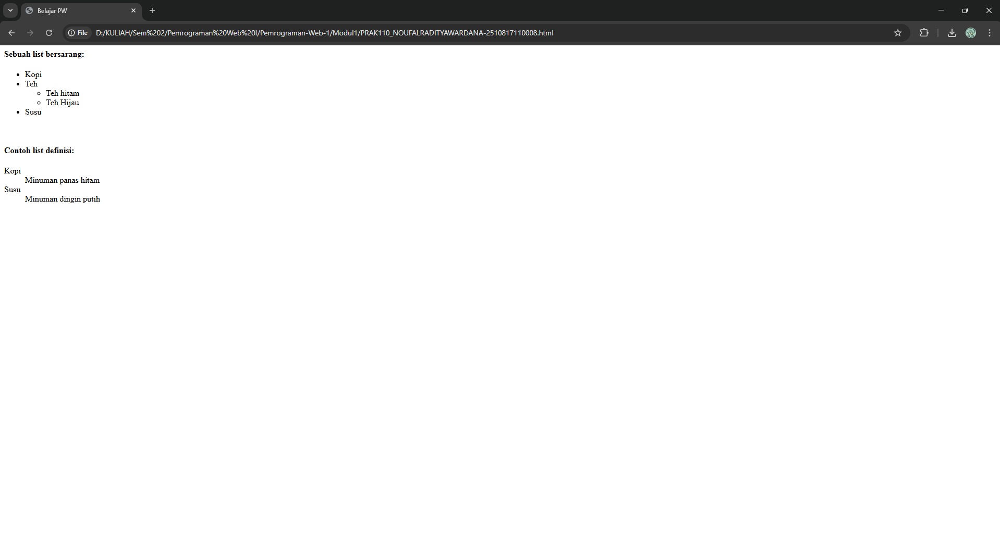 Belajar PW
File D:/KULIAH/Sem%202/Pemrograman%20Web%20I/Pemrograman-Web-1/Modul1/PRAK110_NOUFALRADITYAWARDANA-2510817110008.html
Sebuah list bersarang:
Kopi
Teh
Teh hitam
Teh Hijau
Susu
Contoh list definisi:
Kopi
Minuman panas hitam
Susu
Minuman dingin putih